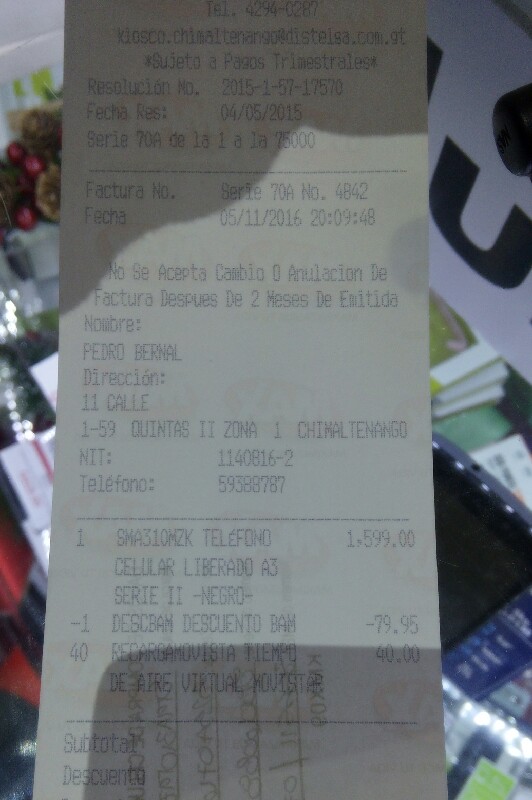 Tel. 4294-0287
kiosco.chimaltenango@distelsa.com.gt
*Sujeto a Pagos Trimestrales*
Resolución No. 2015-1-57-17570
Fecha Res: 04/05/2015
Serie 70A de la 1 a la 75000
Factura No. Serie 70A No. 4842
Fecha 05/11/2016 20:09:48
No Se Acepta Cambio O Anulacion De
Factura Despues De 2 Meses De Emitida
Nombre:
PEDRO BERNAL
Dirección:
11 CALLE
1-59 QUINTAS II ZONA 1 CHIMALTENANGO
NIT: 1140816-2
Teléfono: 59388787
1 SMA310MZK TELÉFONO 1,599.00
CELULAR LIBERADO A3
SERIE II -NEGRO-
-1 DESCBAM DESCUENTO BAM -79.95
40 RECARGAMOVISTA TIEMPO 40.00
DE AIRE VIRTUAL MOVISTAR
Subtotal
Descuento